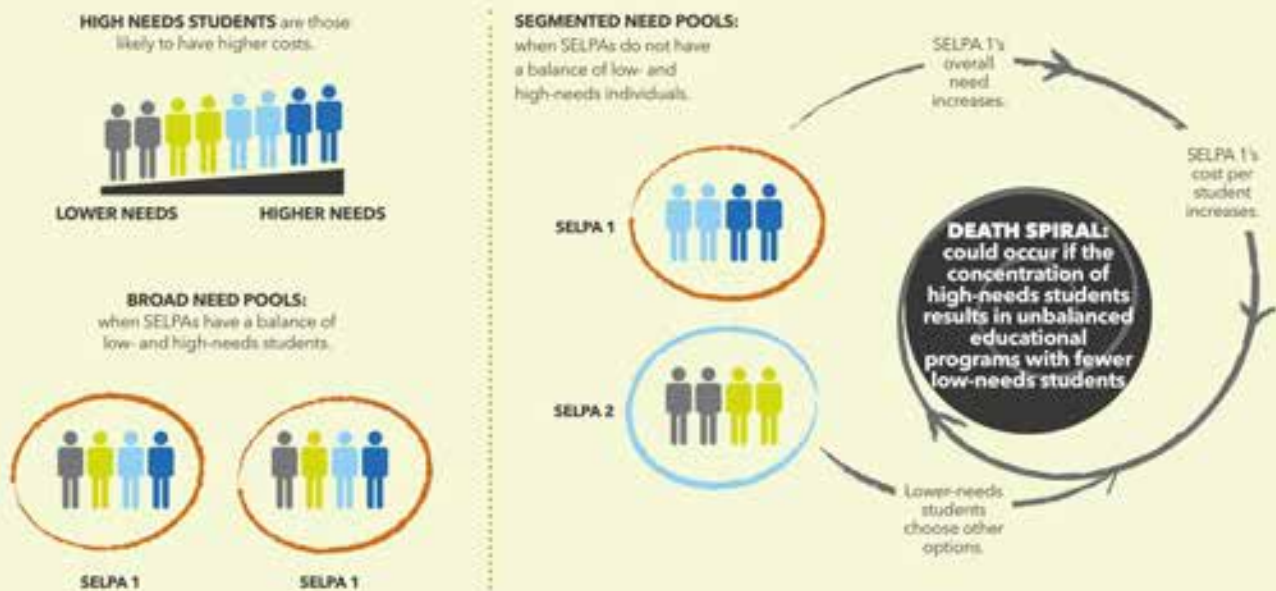 HIGH NEEDS STUDENTS are those
likely to have higher costs.
LOWER NEEDS
HIGHER NEEDS
BROAD NEED POOLS:
when SELPAs have a balance of
low- and high-needs students.
SELPA 1
SELPA 1
SEGMENTED NEED POOLS:
when SELPAs do not have
a balance of low- and
high-needs individuals.
SELPA 1
SELPA 2
SELPA 1's
overall
need
increases.
SELPA 1's
cost per
student
increases.
DEATH SPIRAL:
could occur if the
concentration of
high-needs students
results in unbalanced
educational
programs with fewer
low-needs students
Lower-needs
students
choose other
options.